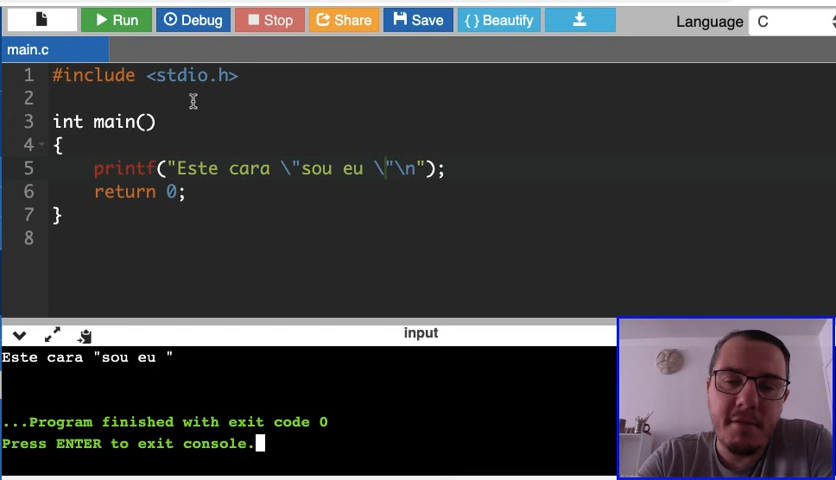 Run Debug Stop Share Save { } Beautify Language C
main.c
1 #include <stdio.h>
2
3 int main()
4 {
5 printf("Este cara \"sou eu \"\n");
6 return 0;
7 }
8
input
Este cara "sou eu "
...Program finished with exit code 0
Press ENTER to exit console.